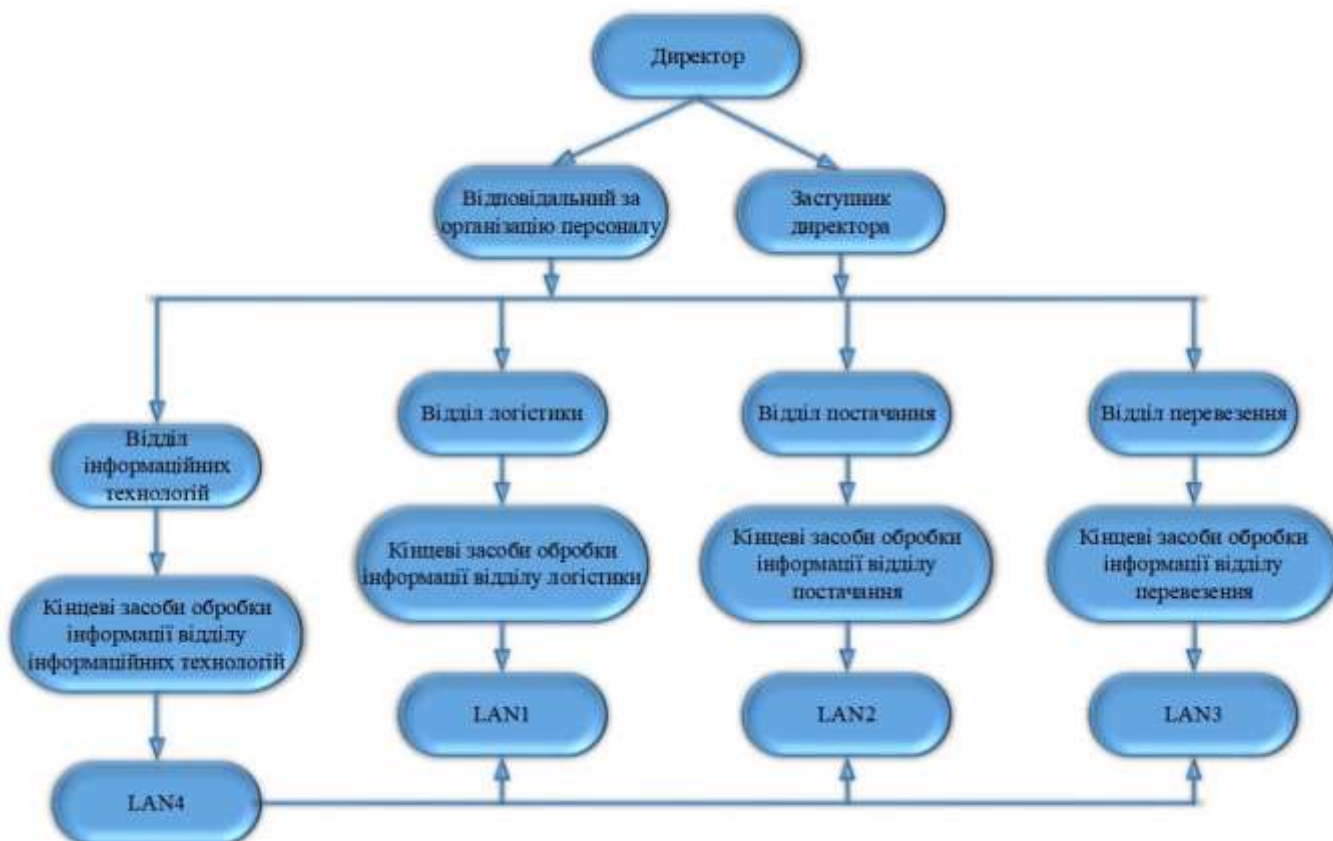 Директор
Відповідальний за
організацію персоналу
Заступник
директора
Відділ логістики
Відділ постачання
Відділ перевезення
Відділ
інформаційних
технологій
Кінцеві засоби обробки
інформації відділу логістики
Кінцеві засоби обробки
інформації відділу
постачання
Кінцеві засоби обробки
інформації відділу
перевезення
Кінцеві засоби обробки
інформації відділу
інформаційних технологій
LAN1
LAN2
LAN3
LAN4